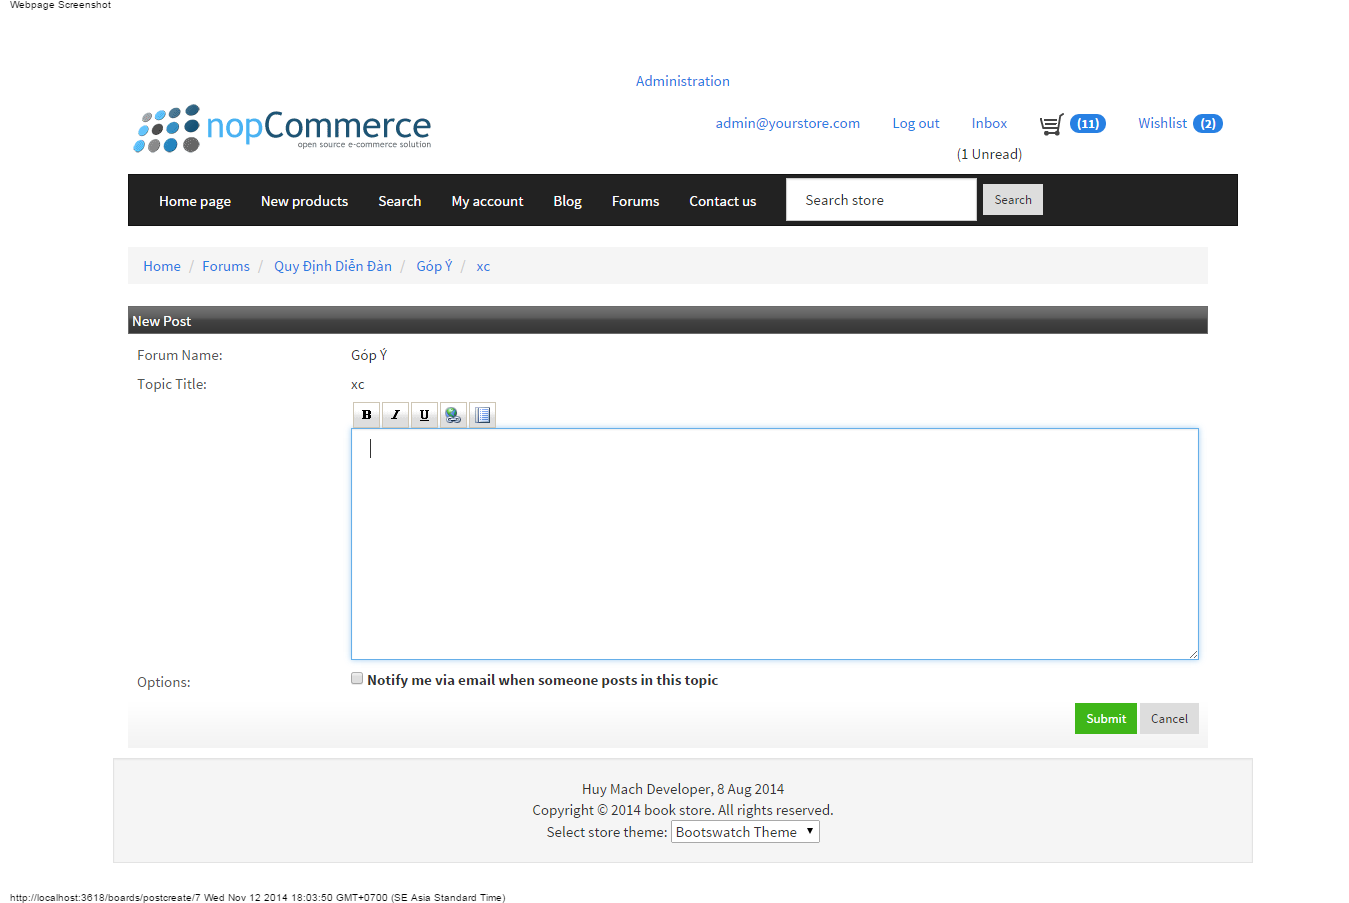 Webpage Screenshot
Administration
nopCommerce
open source e-commerce solution
admin@yourstore.com Log out Inbox (11) Wishlist (2)
(1 Unread)
Home page New products Search My account Blog Forums Contact us Search store Search
Home / Forums / Quy Định Diễn Đàn / Góp Ý / xc
New Post
Forum Name: Góp Ý
Topic Title: xc
B I U
Options: Notify me via email when someone posts in this topic
Submit Cancel
Huy Mach Developer, 8 Aug 2014
Copyright © 2014 book store. All rights reserved.
Select store theme: Bootswatch Theme
http://localhost:3618/boards/postcreate/7 Wed Nov 12 2014 18:03:50 GMT+0700 (SE Asia Standard Time)